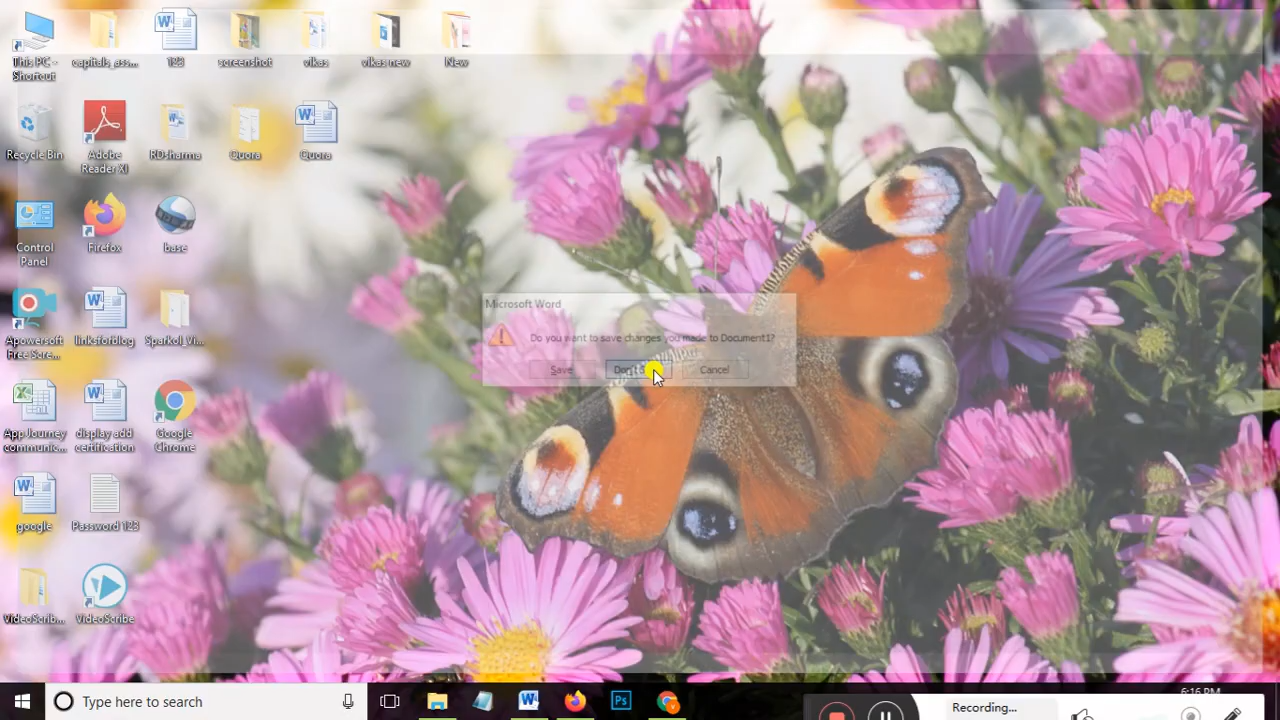 This PC - Shortcut
capitals_ass...
123
screenshot
vikas
vikas new
New
Recycle Bin
Adobe Reader XI
RDsharma
Quora
Quora
Control Panel
Firefox
base
Apowersoft Free Scre...
linksforblog
Sparkol_Vi...
App Journey communic...
display add certification
Google Chrome
google
Password 123
VideoScrib...
VideoScribe
Microsoft Word
Do you want to save changes you made to Document1?
Save
Cancel
Type here to search
6:16 PM
Recording...